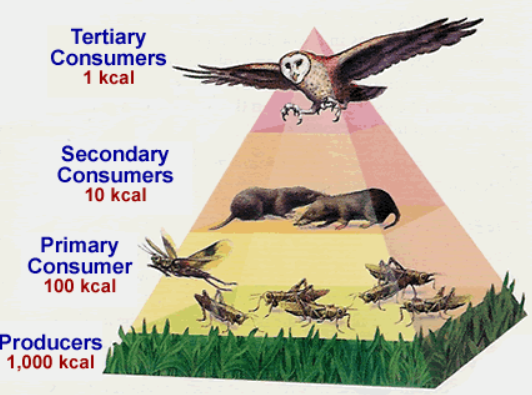 Tertiary
Consumers
1 kcal
Secondary
Consumers
10 kcal
Primary
Consumer
100 kcal
Producers
1,000 kcal